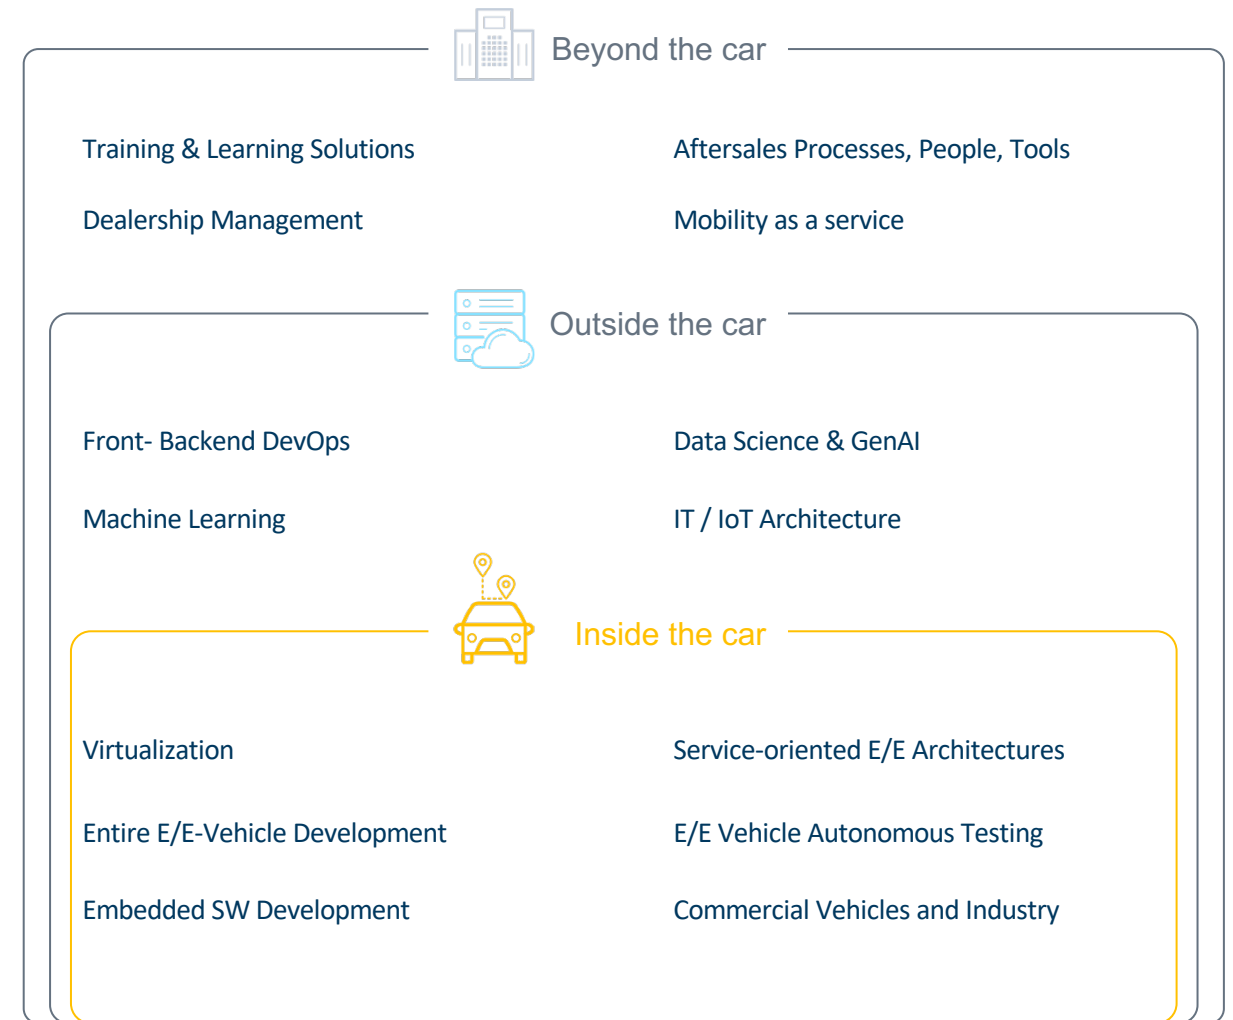 Beyond the car
Training & Learning Solutions
Aftersales Processes, People, Tools
Dealership Management
Mobility as a service
Outside the car
Front- Backend DevOps
Data Science & GenAI
Machine Learning
IT / IoT Architecture
Inside the car
Virtualization
Service-oriented E/E Architectures
Entire E/E-Vehicle Development
E/E Vehicle Autonomous Testing
Embedded SW Development
Commercial Vehicles and Industry